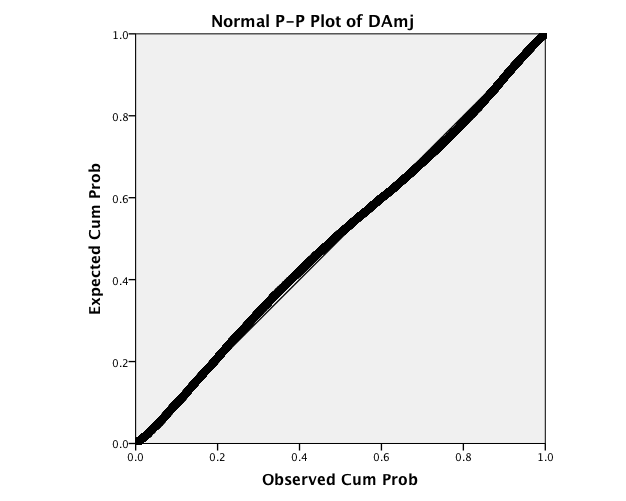 Normal P-P Plot of DAmj
1.0
0.8
0.6
0.4
0.2
0.0
Expected Cum Prob
0.0 0.2 0.4 0.6 0.8 1.0
Observed Cum Prob